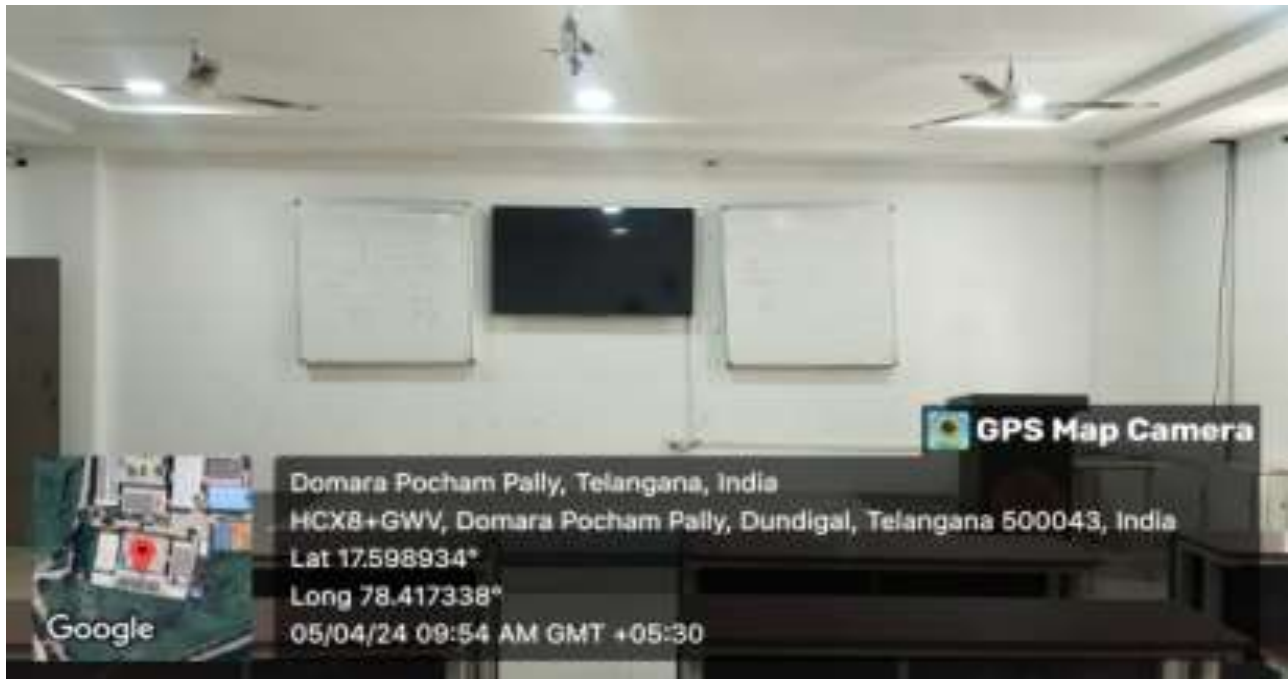 GPS Map Camera
Domara Pocham Pally, Telangana, India
HCX8+GWV, Domara Pocham Pally, Dundigal, Telangana 500043, India
Lat 17.598934°
Long 78.417338°
05/04/24 09:54 AM GMT +05:30
Google